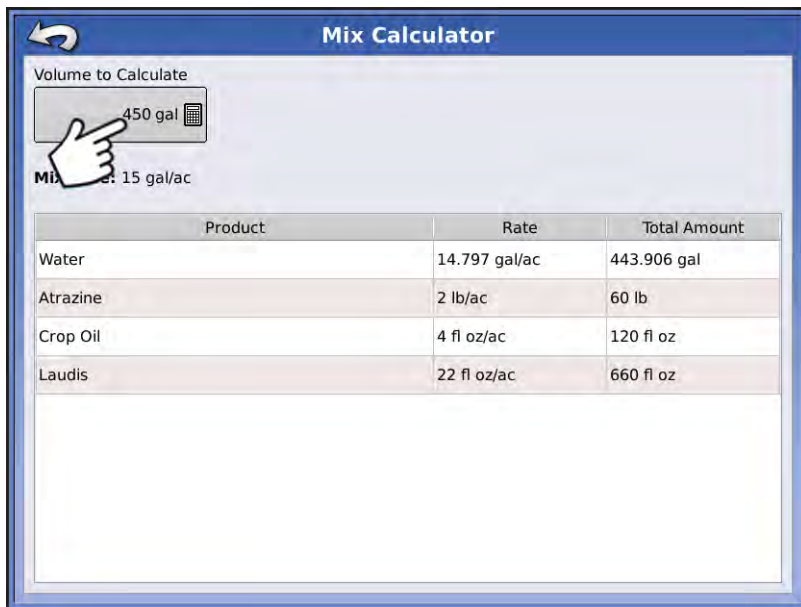 Mix Calculator
Volume to Calculate
450 gal
15 gal/ac
Product Rate Total Amount
Water 14.797 gal/ac 443.906 gal
Atrazine 2 lb/ac 60 lb
Crop Oil 4 fl oz/ac 120 fl oz
Laudis 22 fl oz/ac 660 fl oz